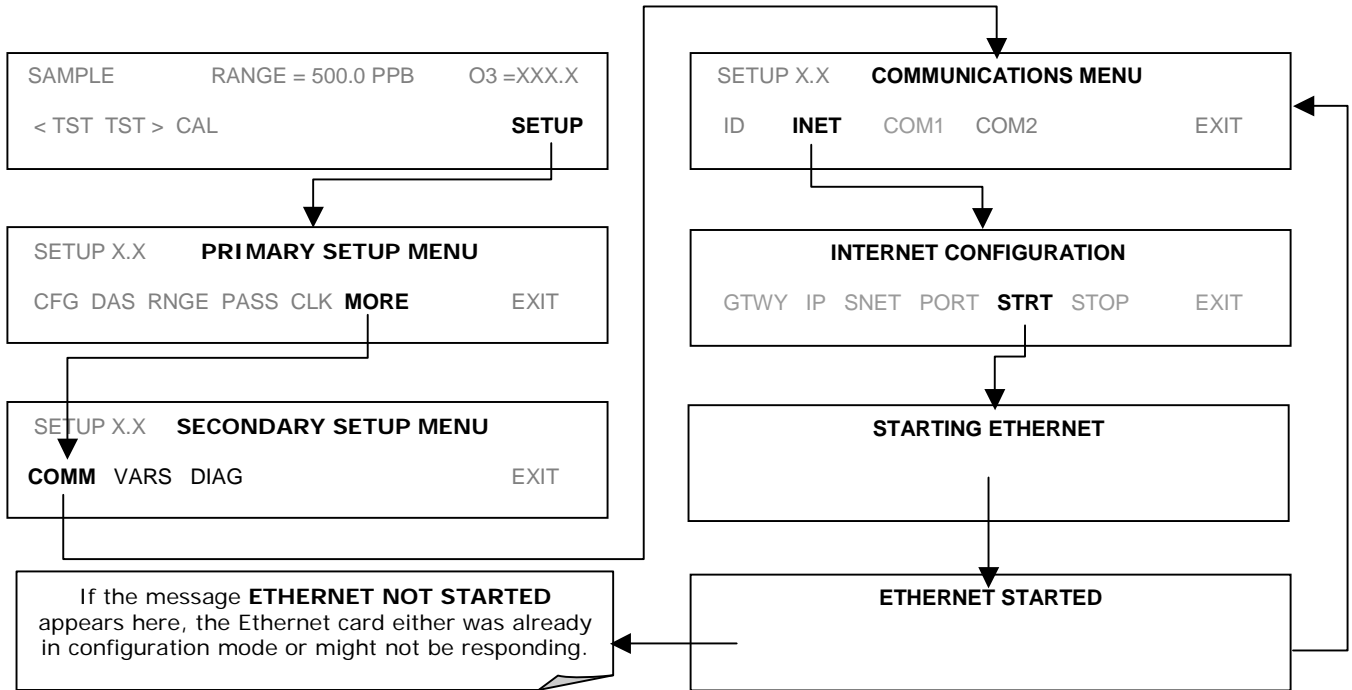 SAMPLE RANGE = 500.0 PPB O3 =XXX.X
< TST TST > CAL SETUP
SETUP X.X PRIMARY SETUP MENU
CFG DAS RNGE PASS CLK MORE EXIT
SETUP X.X SECONDARY SETUP MENU
COMM VARS DIAG EXIT
If the message ETHERNET NOT STARTED
appears here, the Ethernet card either was already
in configuration mode or might not be responding.
SETUP X.X COMMUNICATIONS MENU
ID INET COM1 COM2 EXIT
INTERNET CONFIGURATION
GTWY IP SNET PORT STRT STOP EXIT
STARTING ETHERNET
ETHERNET STARTED